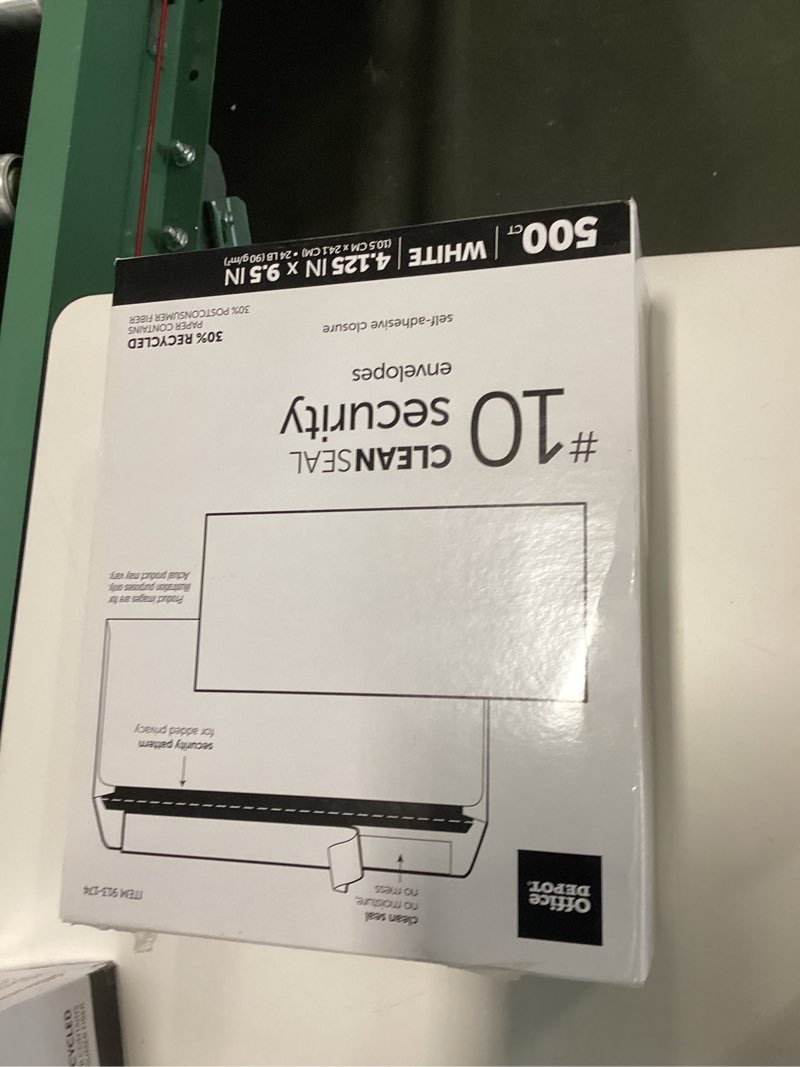 Office
DEPOT.
ITEM 913-174
clean seal
no moisture,
no mess
security pattern
for added privacy
Product images are for
illustration purposes only.
Actual product may vary.
#10 CLEANSEAL
security
envelopes
self-adhesive closure
30% RECYCLED
PAPER CONTAINS
30% POSTCONSUMER FIBER
500 CT | WHITE | 4.125 IN x 9.5 IN
(10.5 CM x 24.1 CM) • 24 LB (90 g/m²)